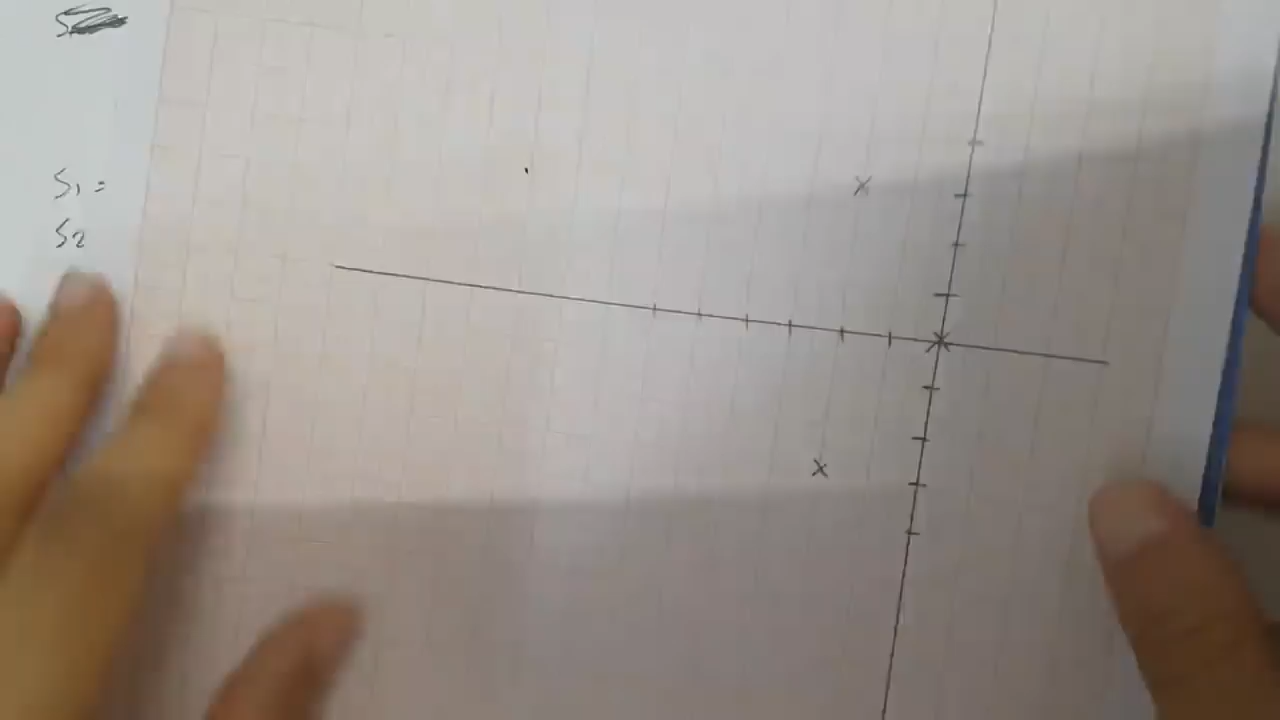 S₁ =
S₂